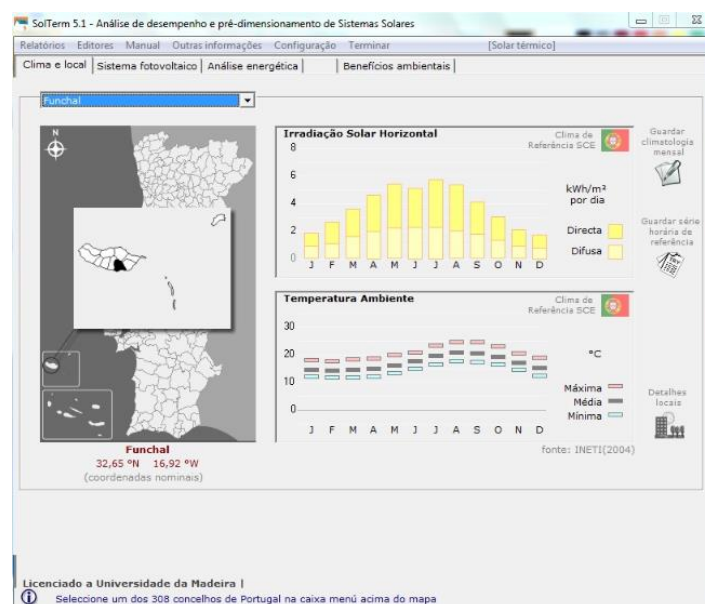 SolTerm 5.1 - Análise de desempenho e pré-dimensionamento de Sistemas Solares
Relatórios Editores Manual Outras informações Configuração Terminar [Solar térmico]
Clima e local Sistema fotovoltaico Análise energética Benefícios ambientais
Funchal
N
Irradiação Solar Horizontal
Clima de
Referência SCE
8
6
4
2
0
kWh/m²
por dia
Directa
Difusa
J F M A M J J A S O N D
Guardar
climatologia
mensal
Guardar série
horária de
referência
Temperatura Ambiente
Clima de
Referência SCE
30
20
10
0
°C
Máxima
Média
Mínima
J F M A M J J A S O N D
Detalhes
locais
fonte: INETI(2004)
Funchal
32,65 °N 16,92 °W
(coordenadas nominais)
Licenciado a Universidade da Madeira |
Seleccione um dos 308 concelhos de Portugal na caixa menú acima do mapa